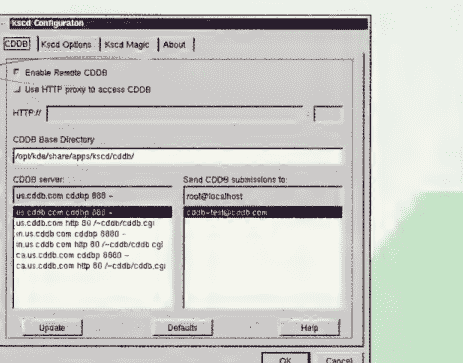 kscd Configuraton
CDDB
Kscd Options
Kscd Magic
About
Enable Remote CDDB
Use HTTP proxy to access CDDB
HTTP://
CDDB Base Directory
/opt/kde/share/apps/kscd/cddb/
CDDB server:
Send CDDB submissions to:
us.cddb.com cddbp 888 -
root@localhost
us.cddb.com cddbp 888 -
cddb-test@cddb.com
us.cddb.com http 80 /~cddb/cddb.cgi
in.us.cddb.com cddbp 8880 -
in.us.cddb.com http 80 /~cddb/cddb.cgi
ca.us.cddb.com cddbp 8880 -
ca.us.cddb.com http 80 /~cddb/cddb.cgi
Update
Defaults
Help
OK
Cancel